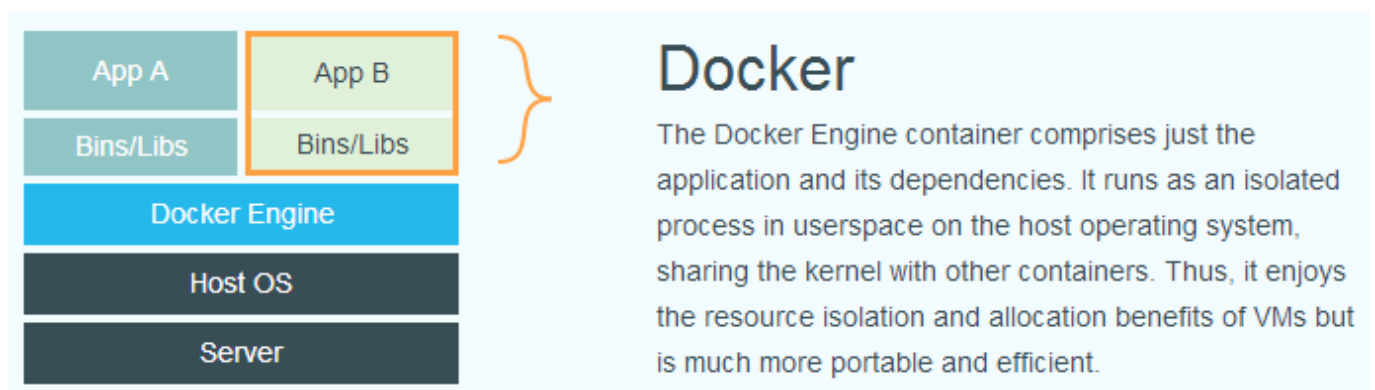 App A
App B
Bins/Libs
Bins/Libs
Docker Engine
Host OS
Server
Docker
The Docker Engine container comprises just the
application and its dependencies. It runs as an isolated
process in userspace on the host operating system,
sharing the kernel with other containers. Thus, it enjoys
the resource isolation and allocation benefits of VMs but
is much more portable and efficient.